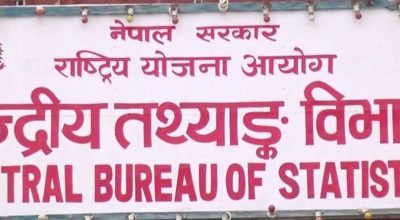 नेपाल सरकार
राष्ट्रिय योजना आयोग
न्द्रीय तथ्याङ्क विभा
TRAL BUREAU OF STATIST